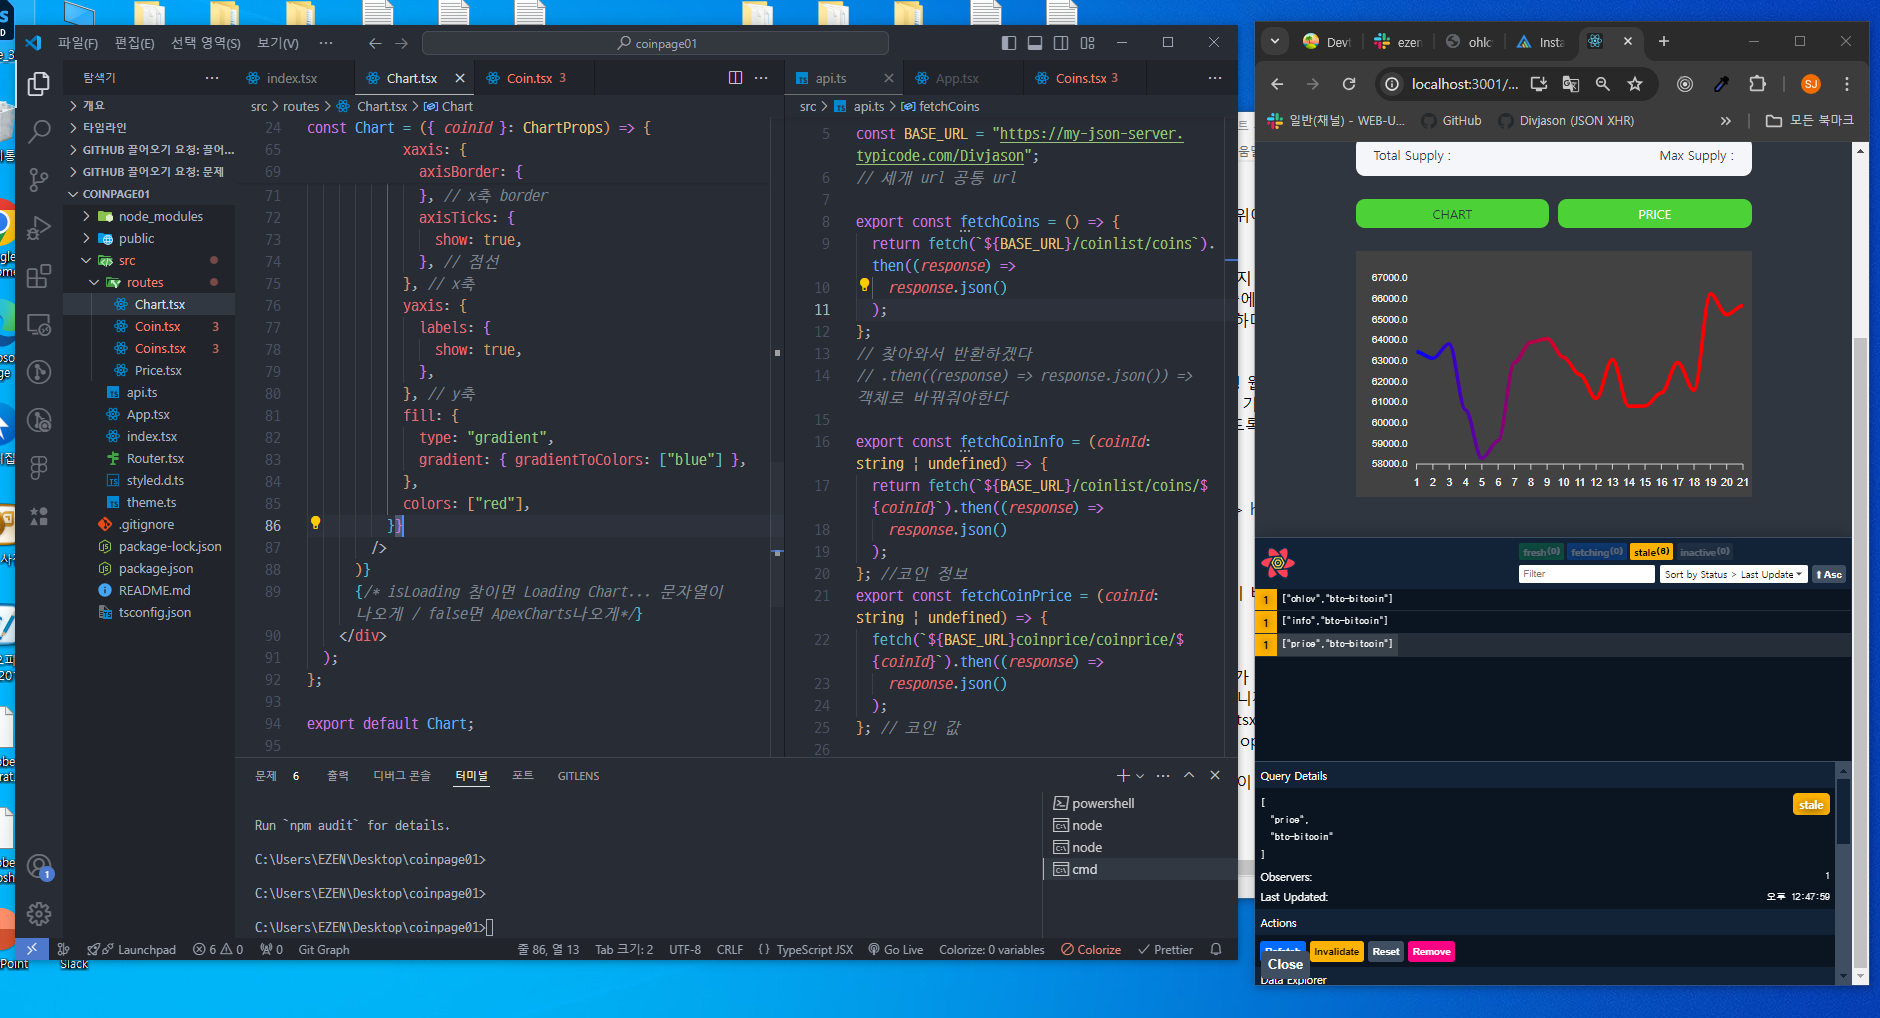 파일(F) 편집(E) 선택 영역(S) 보기(V) ··· coinpage01
탐색기
개요
타임라인
GITHUB 끌어오기 요청: 끌어...
GITHUB 끌어오기 요청: 문제
COINPAGE01
node_modules
public
src
routes
Chart.tsx
Coin.tsx 3
Coins.tsx 3
Price.tsx
api.ts
App.tsx
index.tsx
Router.tsx
styled.d.ts
theme.ts
.gitignore
package-lock.json
package.json
README.md
tsconfig.json
index.tsx Chart.tsx Coin.tsx 3
src > routes > Chart.tsx > Chart
24 const Chart = ({ coinId }: ChartProps) => {
65 xaxis: {
69 axisBorder: {
71 }, // x축 border
72 axisTicks: {
73 show: true,
74 }, // 점선
75 }, // x축
76 yaxis: {
77 labels: {
78 show: true,
79 },
80 }, // y축
81 fill: {
82 type: "gradient",
83 gradient: { gradientToColors: ["blue"] },
84 },
85 colors: ["red"],
86 }}
87 />
88 )}
89 {/* isLoading 참이면 Loading Chart... 문자열이
나오게 / false면 ApexCharts나오게*/}
90 </div>
91 );
92 };
93
94 export default Chart;
95
api.ts App.tsx Coins.tsx 3
src > api.ts > fetchCoins
5 const BASE_URL = "https://my-json-server.
typicode.com/Divjason";
6 // 세개 url 공통 url
7
8 export const fetchCoins = () => {
9 return fetch(`${BASE_URL}/coinlist/coins`).
then((response) =>
10 response.json()
11 );
12 };
13 // 찾아와서 반환하겠다
14 // .then((response) => response.json()) =>
객체로 바꿔줘야한다
15
16 export const fetchCoinInfo = (coinId:
string | undefined) => {
17 return fetch(`${BASE_URL}/coinlist/coins/$
{coinId}`).then((response) =>
18 response.json()
19 );
20 }; //코인 정보
21 export const fetchCoinPrice = (coinId:
string | undefined) => {
22 fetch(`${BASE_URL}coinprice/coinprice/$
{coinId}`).then((response) =>
23 response.json()
24 );
25 }; // 코인 값
26
문제 6 출력 디버그 콘솔 터미널 포트 GITLENS
Run `npm audit` for details.
C:\Users\EZEN\Desktop\coinpage01>
C:\Users\EZEN\Desktop\coinpage01>
C:\Users\EZEN\Desktop\coinpage01>
powershell
node
node
cmd
1
Launchpad 6 0 0 Git Graph 줄 86, 열 13 Tab 크기: 2 UTF-8 CRLF {} TypeScript JSX Go Live Colorize: 0 variables Colorize Prettier
Point Slack
Devt ezen ohlc Insta
localhost:3001/... SJ
일반(채널) - WEB-U... GitHub Divjason (JSON XHR) » 모든 북마크
Total Supply : Max Supply :
CHART PRICE
67000.0
66000.0
65000.0
64000.0
63000.0
62000.0
61000.0
60000.0
59000.0
58000.0
1 2 3 4 5 6 7 8 9 10 11 12 13 14 15 16 17 18 19 20 21
fresh (0) fetching (0) stale (6) inactive (0)
Filter Sort by Status > Last Update Asc
1 ["ohlcv","btc-bitcoin"]
1 ["info","btc-bitcoin"]
1 ["price","btc-bitcoin"]
Query Details
[
"price",
"btc-bitcoin"
]
stale
Observers: 1
Last Updated: 오후 12:47:59
Actions
Refetch Invalidate Reset Remove
Close
Data Explorer